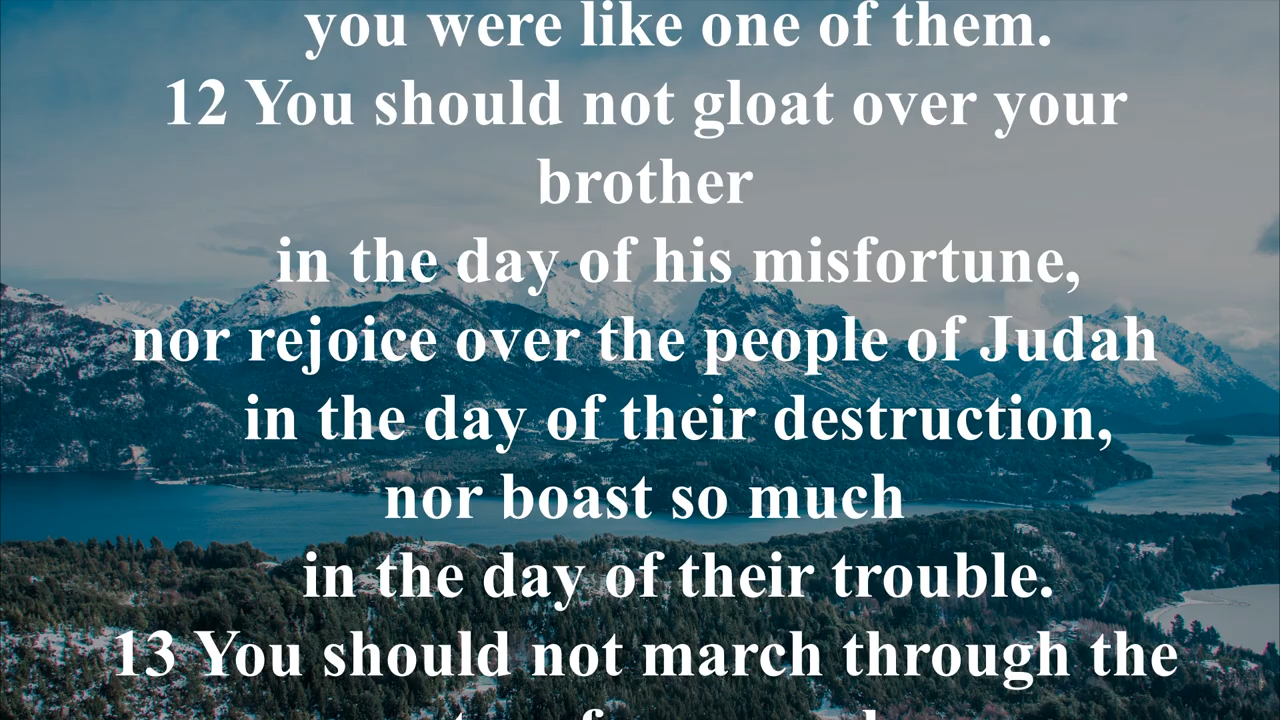 you were like one of them.
12 You should not gloat over your
brother
in the day of his misfortune,
nor rejoice over the people of Judah
in the day of their destruction,
nor boast so much
in the day of their trouble.
13 You should not march through the